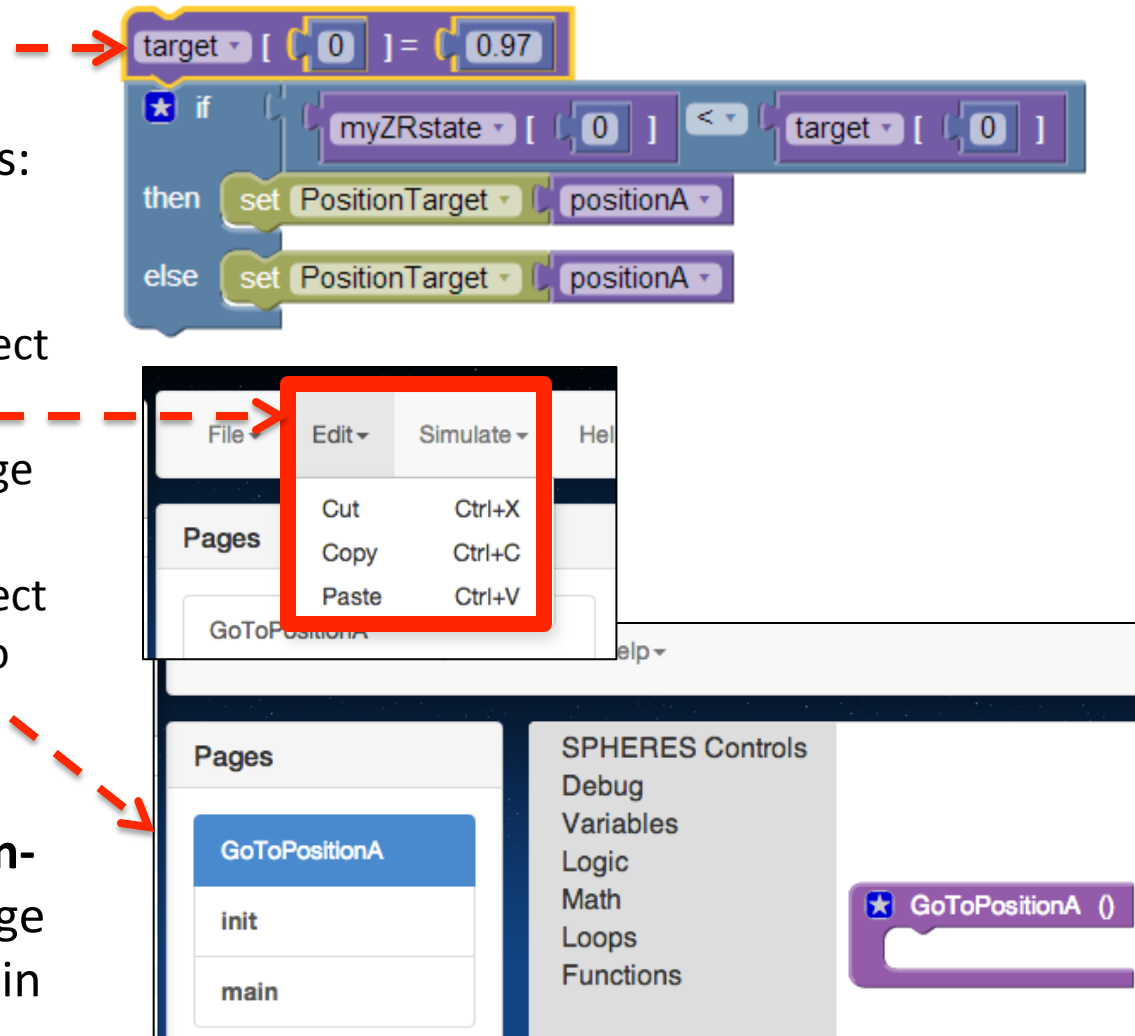 target [ 0 ] = 0.97
if myZRstate [ 0 ] < target [ 0 ]
s:
then set PositionTarget positionA
else set PositionTarget positionA
ect
File Edit Simulate Hel
ge
Cut Ctrl+X
Pages
Copy Ctrl+C
ect
Paste Ctrl+V
GoToPositionA
elp
Pages
SPHERES Controls
Debug
Variables
Logic
Math
Loops
Functions
n-
GoToPositionA
ge
init
in
main
GoToPositionA ()